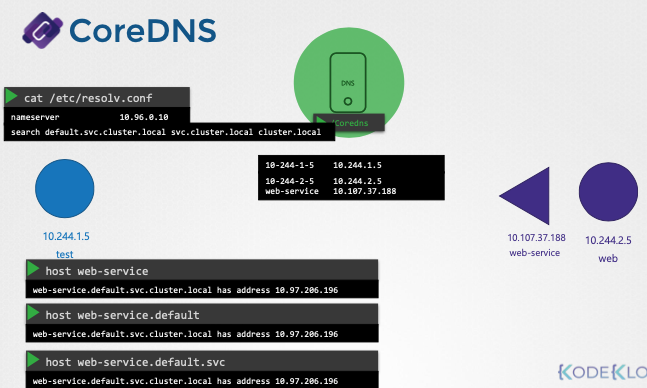 CoreDNS
DNS
cat /etc/resolv.conf
Coredns
nameserver 10.96.0.10
search default.svc.cluster.local svc.cluster.local cluster.local
10-244-1-5 10.244.1.5
10-244-2-5 10.244.2.5
web-service 10.107.37.188
10.244.1.5
test
10.107.37.188
web-service
10.244.2.5
web
host web-service
web-service.default.svc.cluster.local has address 10.97.206.196
host web-service.default
web-service.default.svc.cluster.local has address 10.97.206.196
host web-service.default.svc
web-service.default.svc.cluster.local has address 10.97.206.196
{KODE{KLO